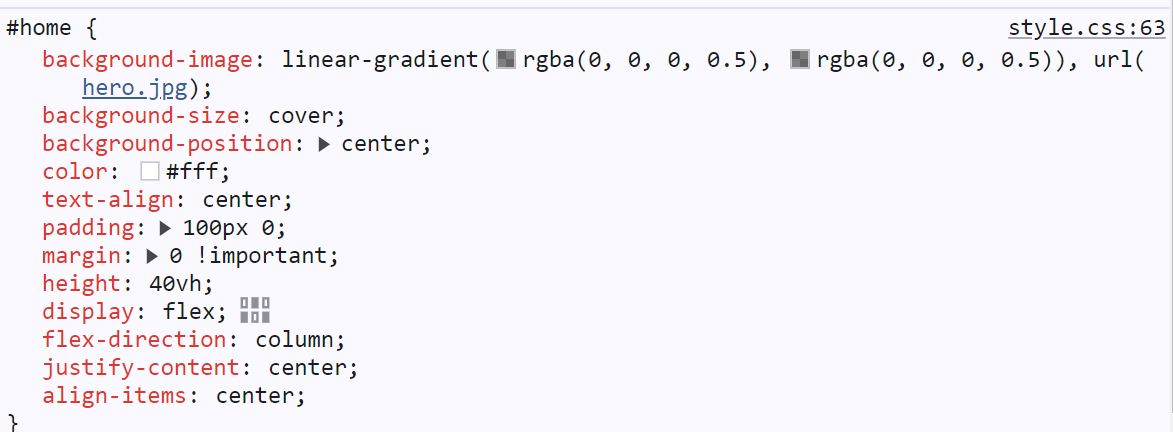 #home {
style.css:63
background-image: linear-gradient(rgba(0, 0, 0, 0.5), rgba(0, 0, 0, 0.5)), url(
hero.jpg);
background-size: cover;
background-position: center;
color: #fff;
text-align: center;
padding: 100px 0;
margin: 0 !important;
height: 40vh;
display: flex;
flex-direction: column;
justify-content: center;
align-items: center;
}